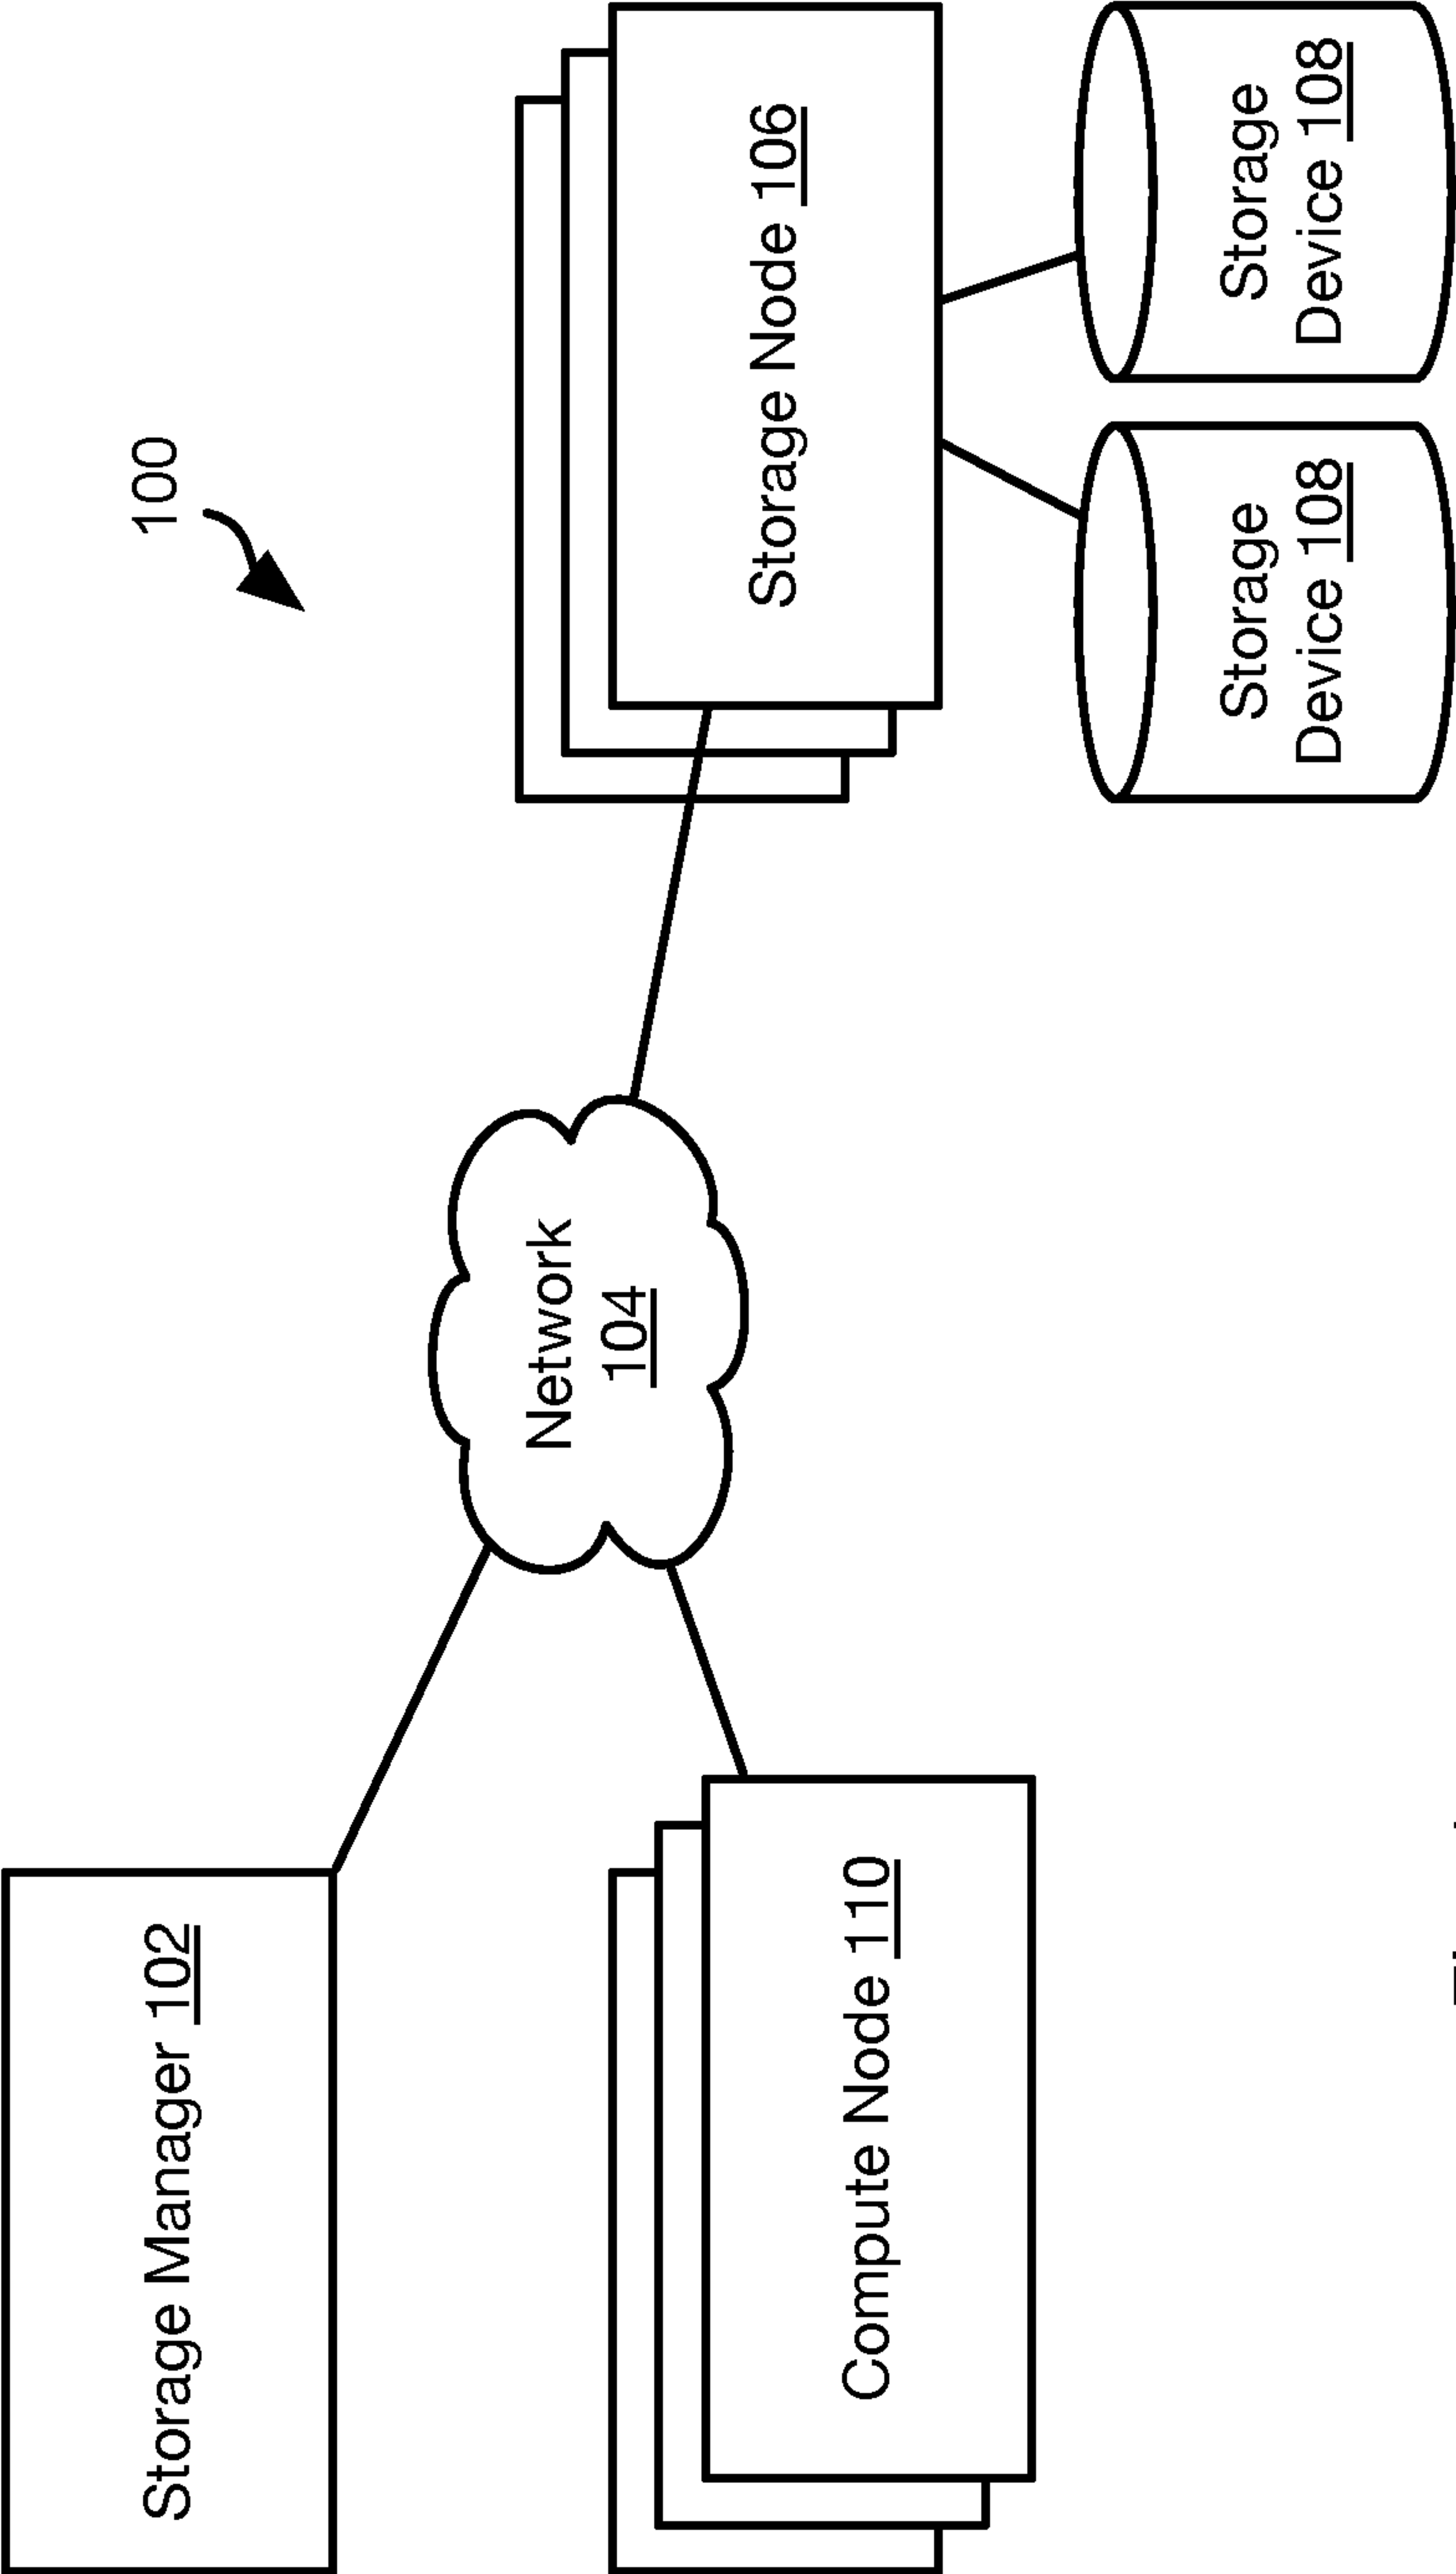 100
Storage Manager 102
Network
104
Storage Node 106
Compute Node 110
Storage
Device 108
Storage
Device 108